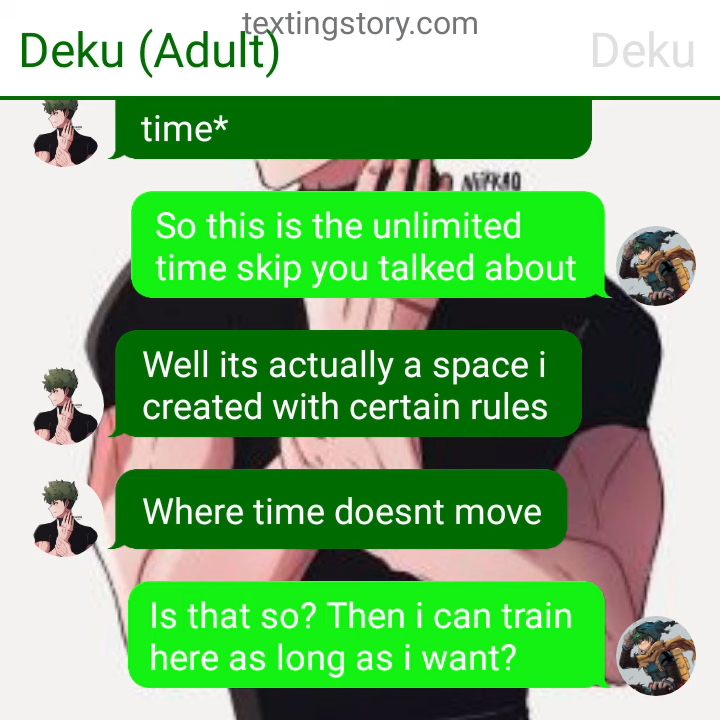 textingstory.com
Deku (Adult)
Deku
time*
So this is the unlimited
time skip you talked about
Well its actually a space i
created with certain rules
Where time doesnt move
Is that so? Then i can train
here as long as i want?